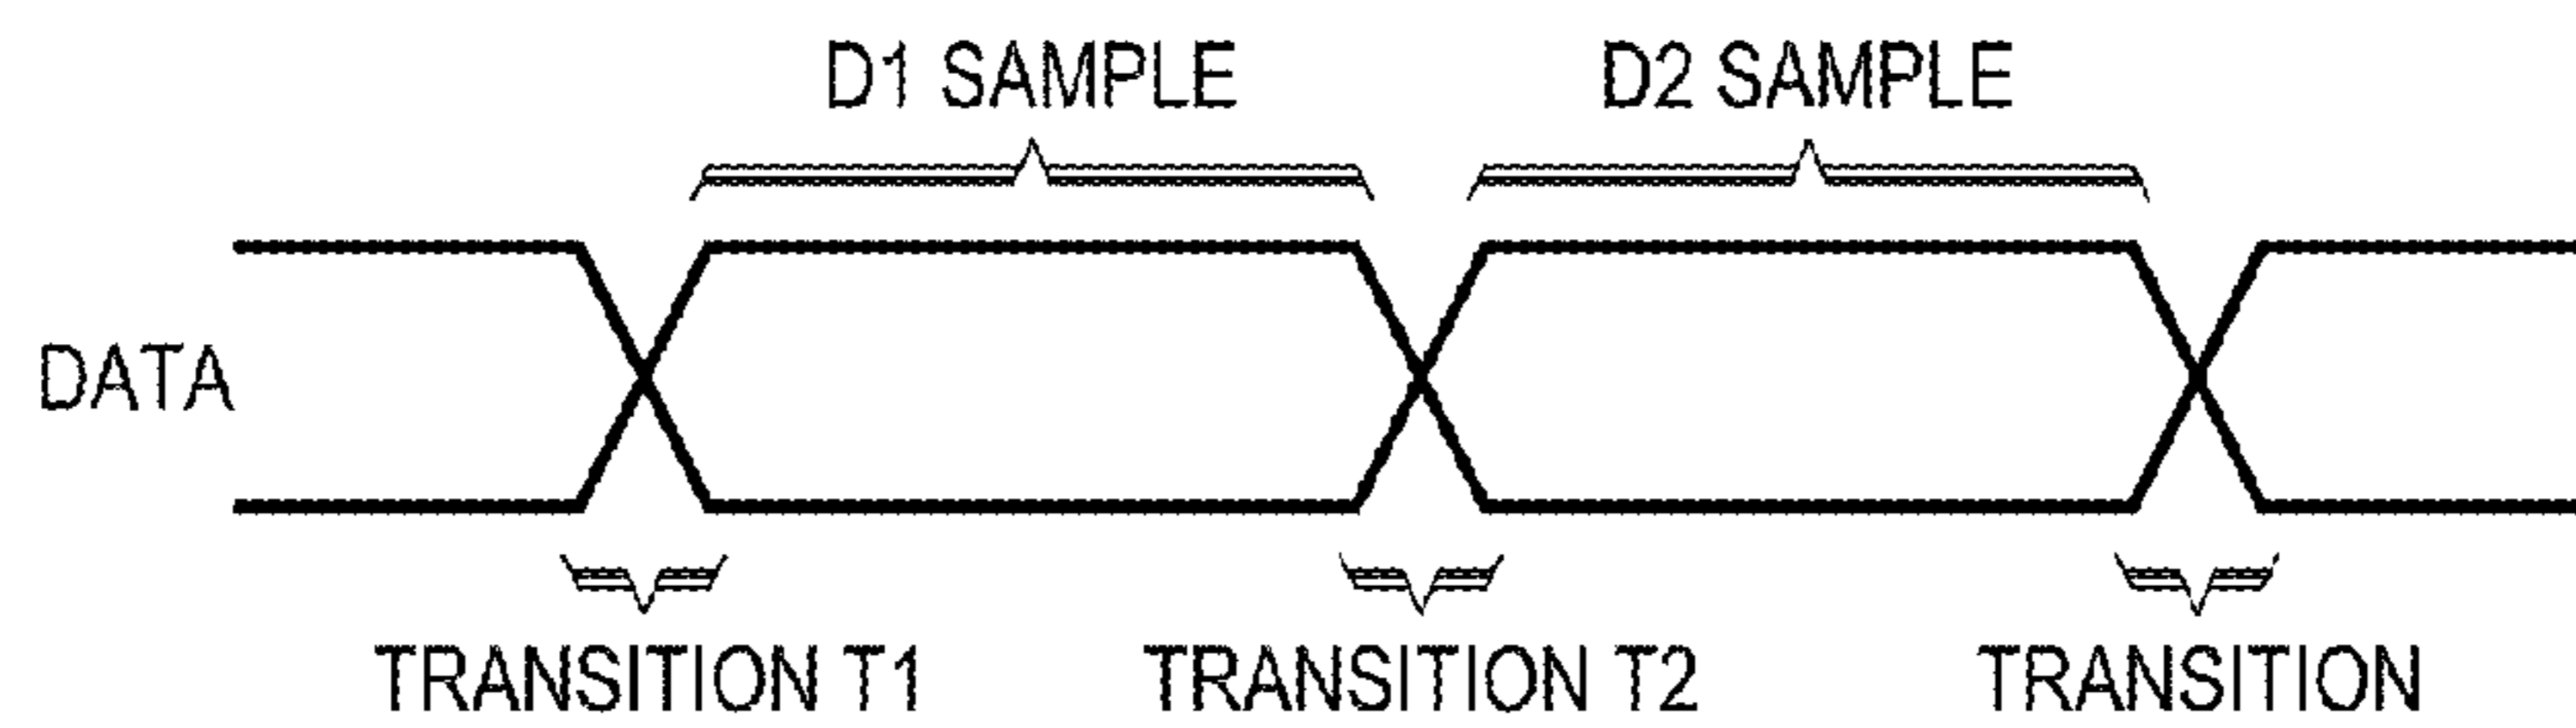 D1 SAMPLE D2 SAMPLE
DATA
TRANSITION T1 TRANSITION T2 TRANSITION